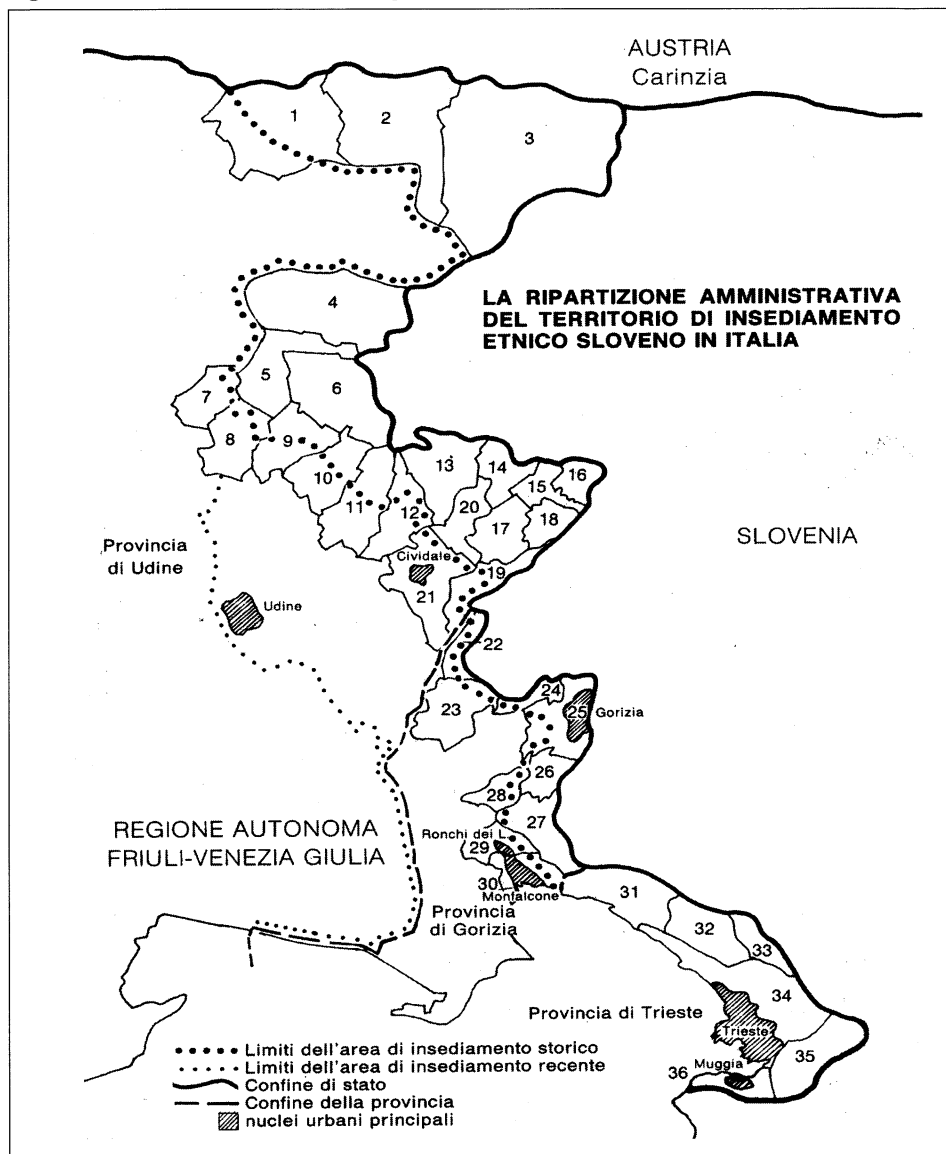 AUSTRIA
Carinzia
1
2
3
LA RIPARTIZIONE AMMINISTRATIVA
DEL TERRITORIO DI INSEDIAMENTO
ETNICO SLOVENO IN ITALIA
4
5
6
7
8
9
10
11
12
13
14
15
16
17
18
19
20
21
Cividale
SLOVENIA
Provincia
di Udine
Udine
22
23
24
25
Gorizia
26
27
28
REGIONE AUTONOMA
FRIULI-VENEZIA GIULIA
Ronchi dei L.
29
30
Monfalcone
Provincia
di Gorizia
31
32
33
34
Provincia di Trieste
Trieste
35
Muggia
36
Limiti dell'area di insediamento storico
Limiti dell'area di insediamento recente
Confine di stato
Confine della provincia
nuclei urbani principali